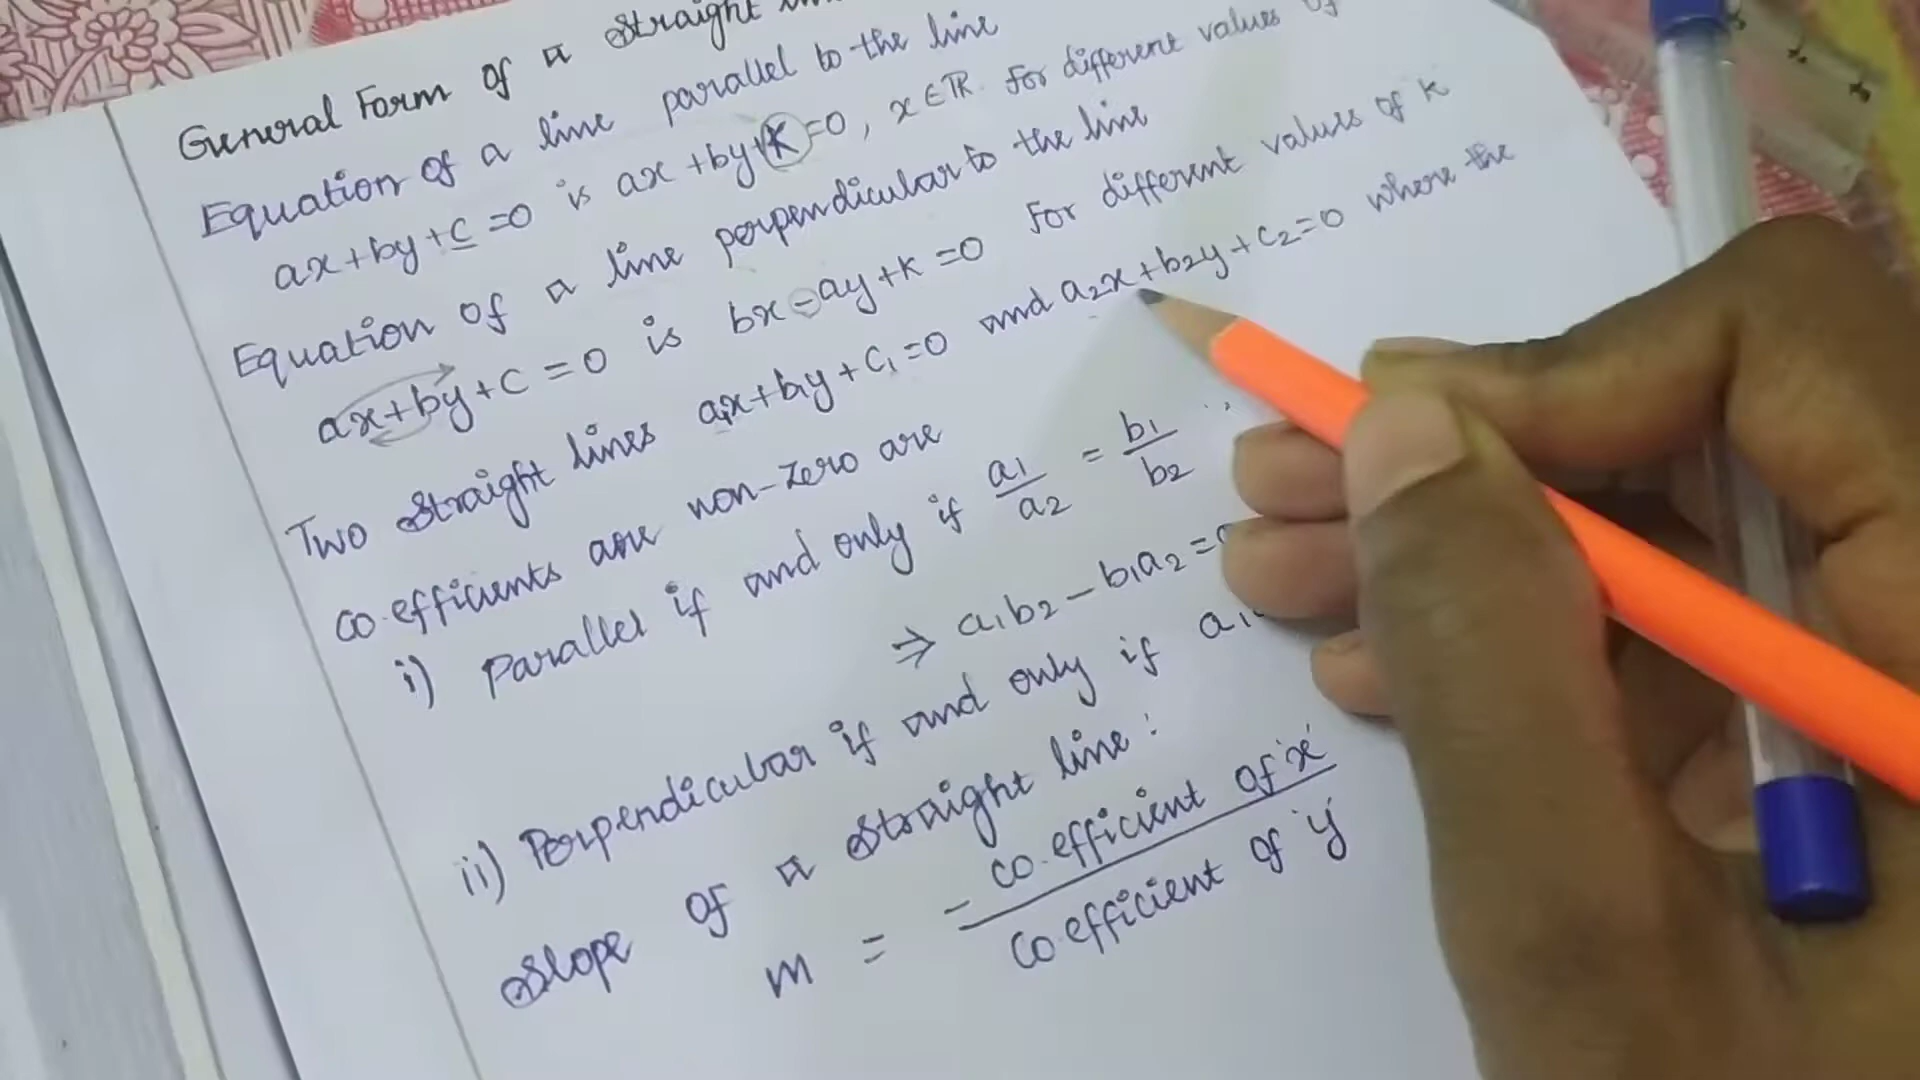 General Form of a Straight
Equation of a line parallel to the line
ax+by+c=0 is ax+by+k=0, x∈ℝ. For different values of
Equation of a line perpendicular to the line
ax+by+c=0 is bx-ay+k=0 For different values of k
Two straight lines a₁x+b₁y+c₁=0 and a₂x+b₂y+c₂=0 where the
co.efficients are non-zero are
i) Parallel if and only if a₁/a₂ = b₁/b₂
⇒ a₁b₂-b₁a₂=0
ii) Perpendicular if and only if a₁
Slope of a straight line:
m = -co.efficient of 'x'/co.efficient of 'y'